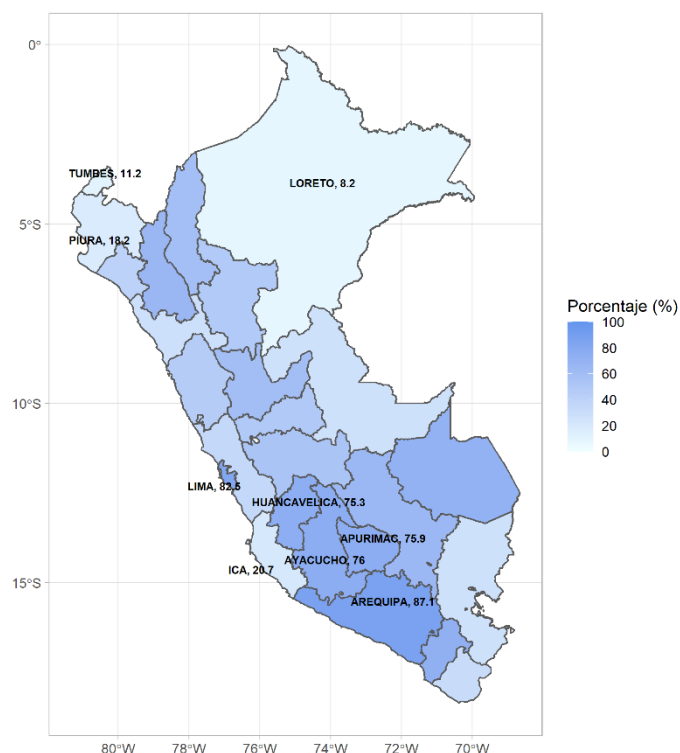 0°
TUMBES, 11.2
LORETO, 8.2
5°S
PIURA, 18.2
Porcentaje (%)
100
80
60
40
20
0
10°S
LIMA, 82.5
HUANCAVELICA, 75.3
APURIMAC, 75.9
AYACUCHO, 76
ICA, 20.7
15°S
AREQUIPA, 87.1
80°W 78°W 76°W 74°W 72°W 70°W